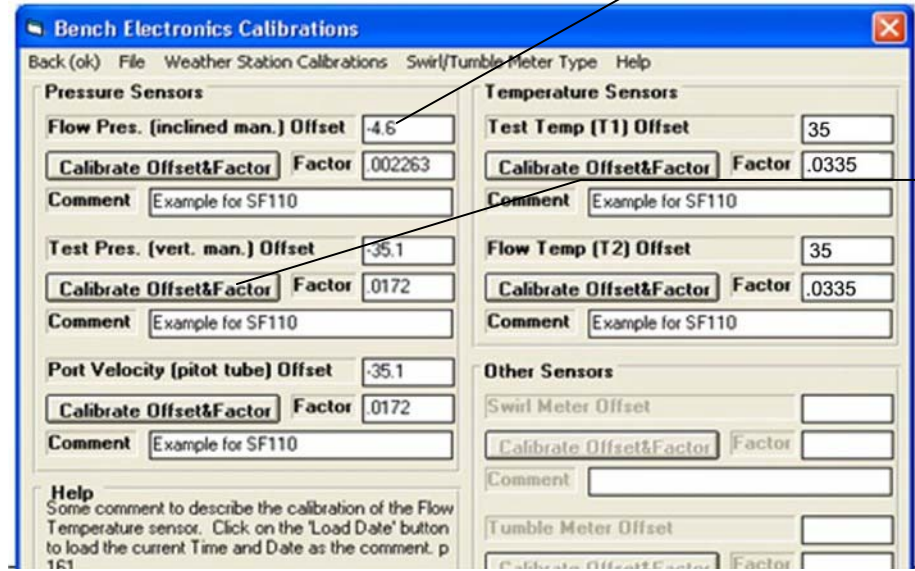 Bench Electronics Calibrations
Back (ok) File Weather Station Calibrations Swirl/Tumble Meter Type Help
Pressure Sensors
Flow Pres. (inclined man.) Offset -4.6
Calibrate Offset&Factor Factor .002263
Comment Example for SF110
Test Pres. (vert. man.) Offset -35.1
Calibrate Offset&Factor Factor .0172
Comment Example for SF110
Port Velocity (pitot tube) Offset -35.1
Calibrate Offset&Factor Factor .0172
Comment Example for SF110
Help
Some comment to describe the calibration of the Flow
Temperature sensor. Click on the 'Load Date' button
to load the current Time and Date as the comment. p
161
Temperature Sensors
Test Temp (T1) Offset 35
Calibrate Offset&Factor Factor .0335
Comment Example for SF110
Flow Temp (T2) Offset 35
Calibrate Offset&Factor Factor .0335
Comment Example for SF110
Other Sensors
Swirl Meter Offset
Calibrate Offset&Factor Factor
Comment
Tumble Meter Offset
Calibrate Offset&Factor Factor